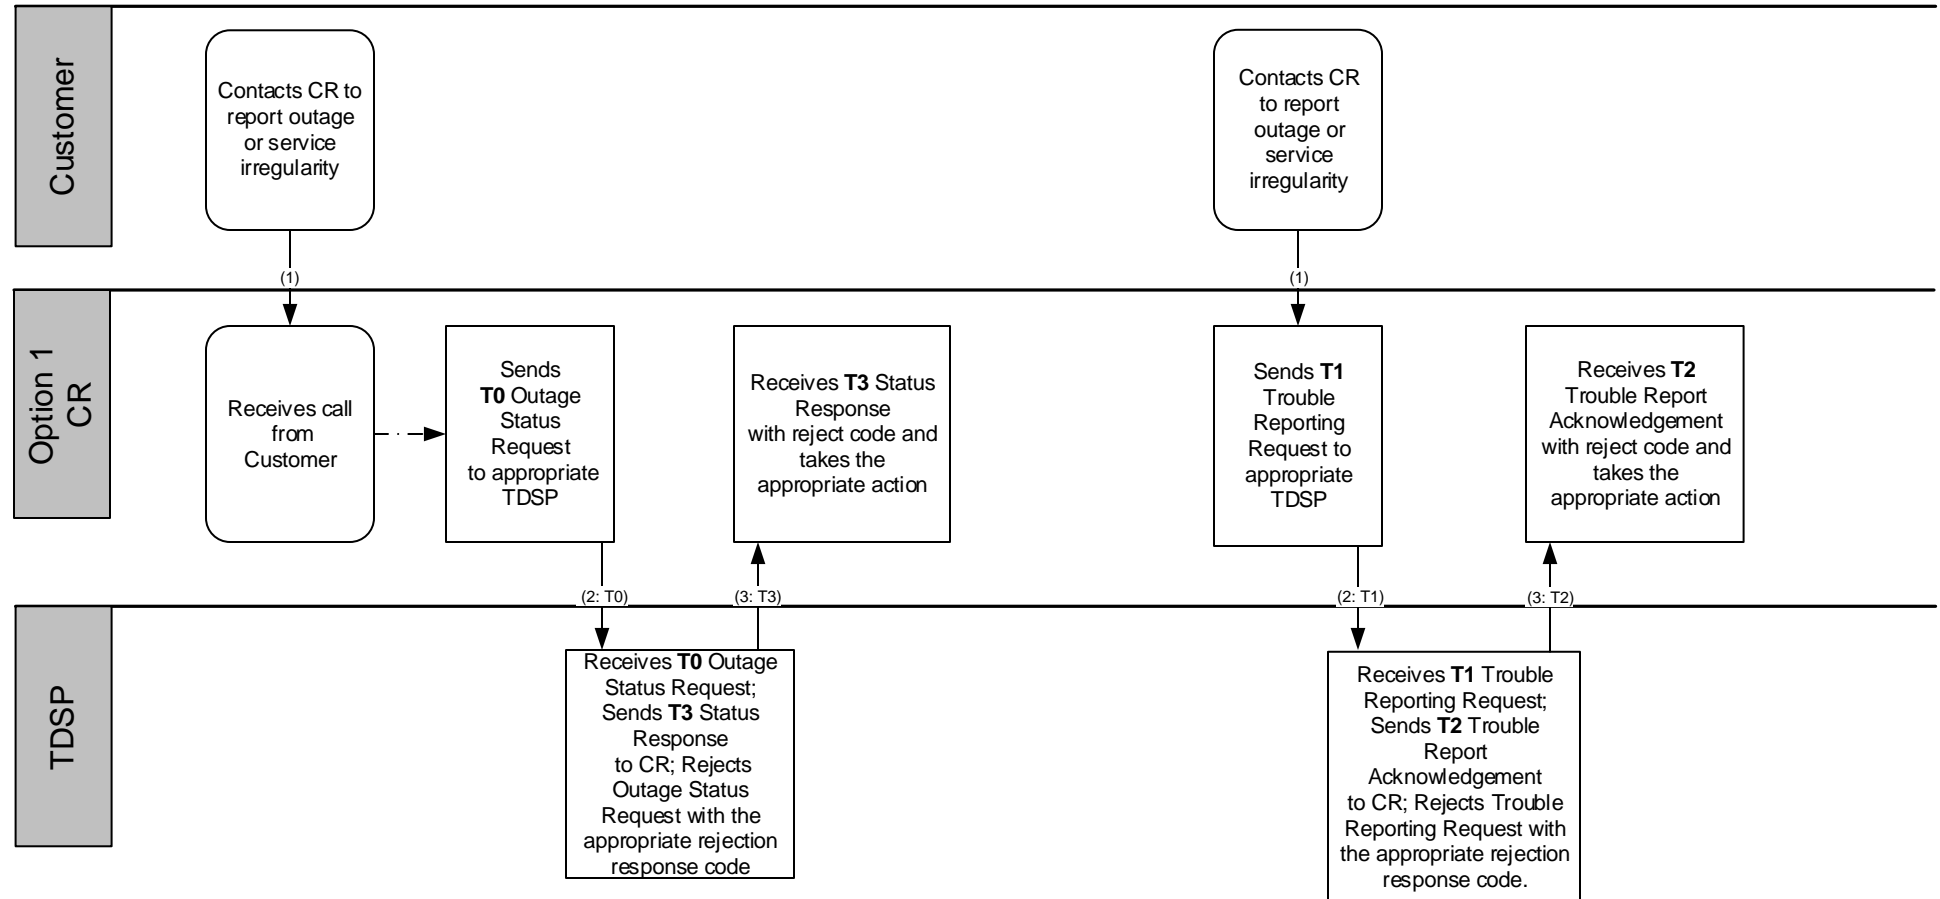 Customer
Contacts CR to
report outage
or service
irregularity
Contacts CR
to report
outage or
service
irregularity
(1)
(1)
Option 1
CR
Receives call
from
Customer
Sends
T0 Outage
Status
Request
to appropriate
TDSP
Receives T3 Status
Response
with reject code and
takes the
appropriate action
Sends T1
Trouble
Reporting
Request to
appropriate
TDSP
Receives T2
Trouble Report
Acknowledgement
with reject code and
takes the
appropriate action
(2: T0)
(3: T3)
(2: T1)
(3: T2)
TDSP
Receives T0 Outage
Status Request;
Sends T3 Status
Response
to CR; Rejects
Outage Status
Request with the
appropriate rejection
response code
Receives T1 Trouble
Reporting Request;
Sends T2 Trouble
Report
Acknowledgement
to CR; Rejects Trouble
Reporting Request with
the appropriate rejection
response code.